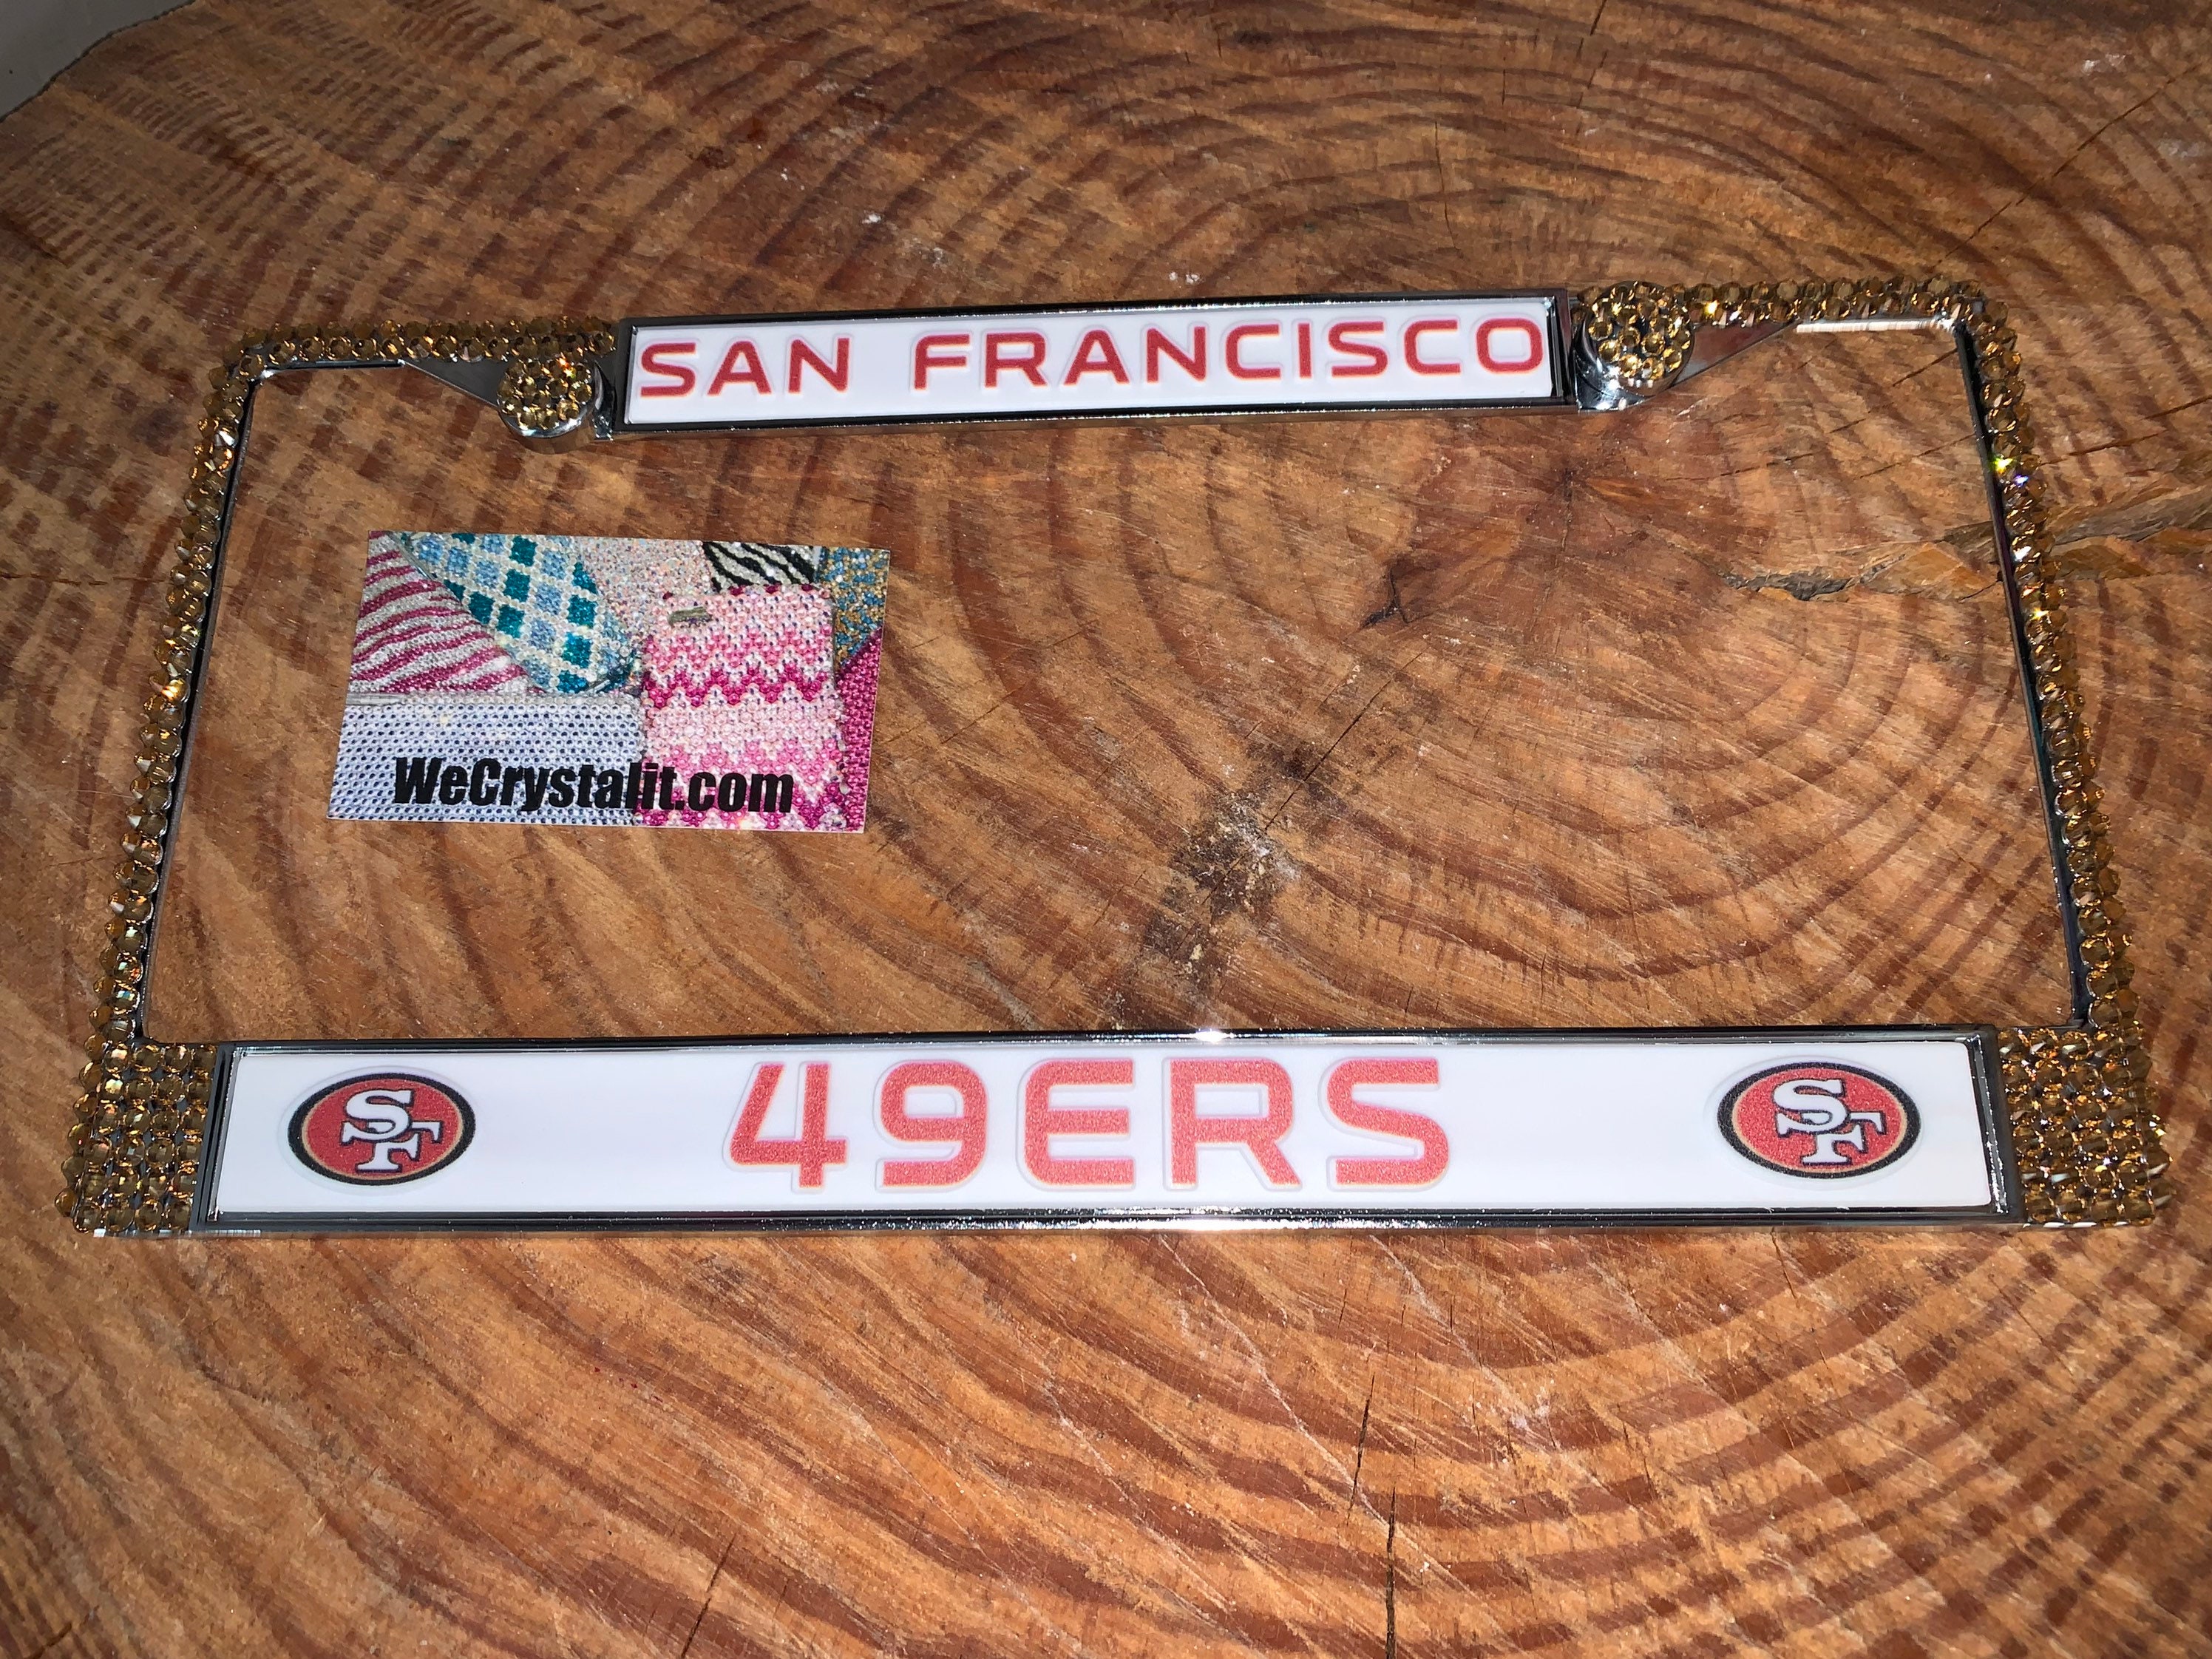 SAN FRANCISCO
WeCrystalit.com
SF 49ERS SF